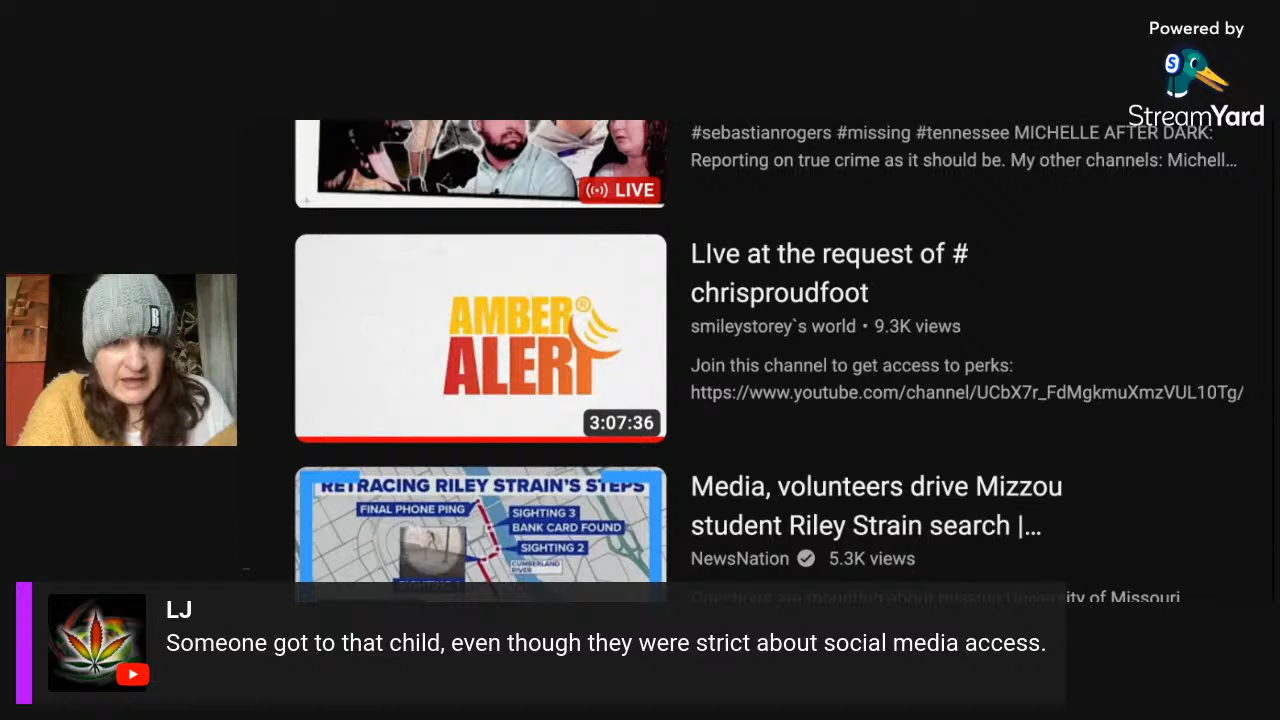 Powered by
StreamYard
#sebastianrogers #missing #tennessee MICHELLE AFTER DARK:
Reporting on true crime as it should be. My other channels: Michell...
LIVE
LIve at the request of #
chrisproudfoot
smileystorey`s world • 9.3K views
Join this channel to get access to perks:
https://www.youtube.com/channel/UCbX7r_FdMgkmuXmzVUL10Tg/
AMBER®
ALERT
3:07:36
RETRACING RILEY STRAIN'S STEPS
FINAL PHONE PING
SIGHTING 3
BANK CARD FOUND
SIGHTING 2
CUMBERLAND
RIVER
Media, volunteers drive Mizzou
student Riley Strain search |...
NewsNation 5.3K views
University of Missouri
LJ
Someone got to that child, even though they were strict about social media access.